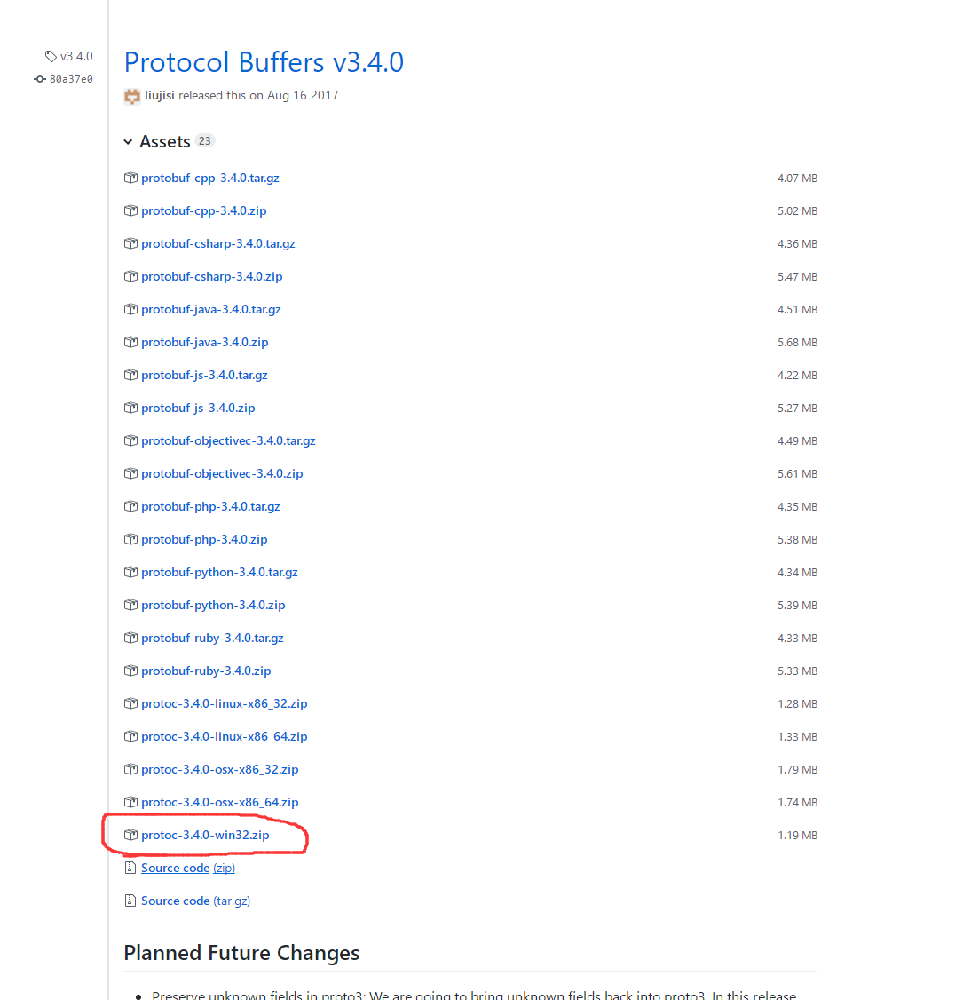 v3.4.0
80a37e0
Protocol Buffers v3.4.0
liujisi released this on Aug 16 2017
Assets 23
protobuf-cpp-3.4.0.tar.gz 4.07 MB
protobuf-cpp-3.4.0.zip 5.02 MB
protobuf-csharp-3.4.0.tar.gz 4.36 MB
protobuf-csharp-3.4.0.zip 5.47 MB
protobuf-java-3.4.0.tar.gz 4.51 MB
protobuf-java-3.4.0.zip 5.68 MB
protobuf-js-3.4.0.tar.gz 4.22 MB
protobuf-js-3.4.0.zip 5.27 MB
protobuf-objectivec-3.4.0.tar.gz 4.49 MB
protobuf-objectivec-3.4.0.zip 5.61 MB
protobuf-php-3.4.0.tar.gz 4.35 MB
protobuf-php-3.4.0.zip 5.38 MB
protobuf-python-3.4.0.tar.gz 4.34 MB
protobuf-python-3.4.0.zip 5.39 MB
protobuf-ruby-3.4.0.tar.gz 4.33 MB
protobuf-ruby-3.4.0.zip 5.33 MB
protoc-3.4.0-linux-x86_32.zip 1.28 MB
protoc-3.4.0-linux-x86_64.zip 1.33 MB
protoc-3.4.0-osx-x86_32.zip 1.79 MB
protoc-3.4.0-osx-x86_64.zip 1.74 MB
protoc-3.4.0-win32.zip 1.19 MB
Source code (zip)
Source code (tar.gz)
Planned Future Changes
• Preserve unknown fields in proto3: We are going to bring unknown fields back into proto3. In this release